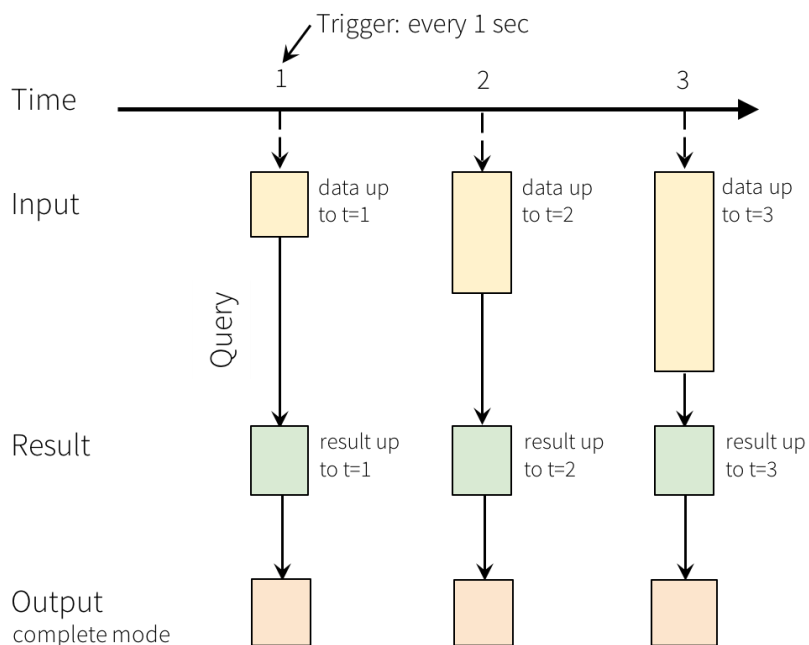 Trigger: every 1 sec
1 2 3
Time
Input
data up
to t=1
data up
to t=2
data up
to t=3
Query
Result
result up
to t=1
result up
to t=2
result up
to t=3
Output
complete mode